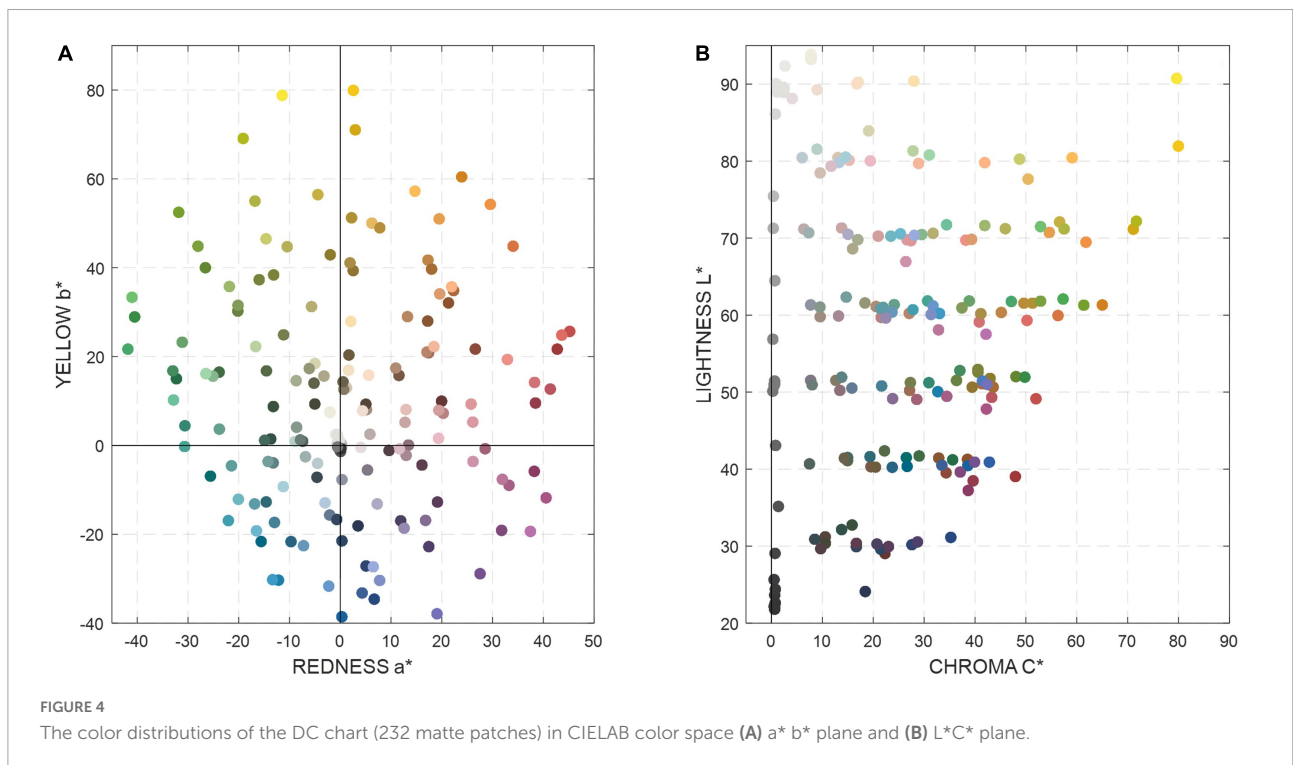 A
B
80
60
40
20
0
-20
-40
-40 -30 -20 -10 0 10 20 30 40 50
YELLOW b*
REDNESS a*
90
80
70
60
50
40
30
20
0 10 20 30 40 50 60 70 80 90
LIGHTNESS L*
CHROMA C*
FIGURE 4
The color distributions of the DC chart (232 matte patches) in CIELAB color space (A) a* b* plane and (B) L*C* plane.